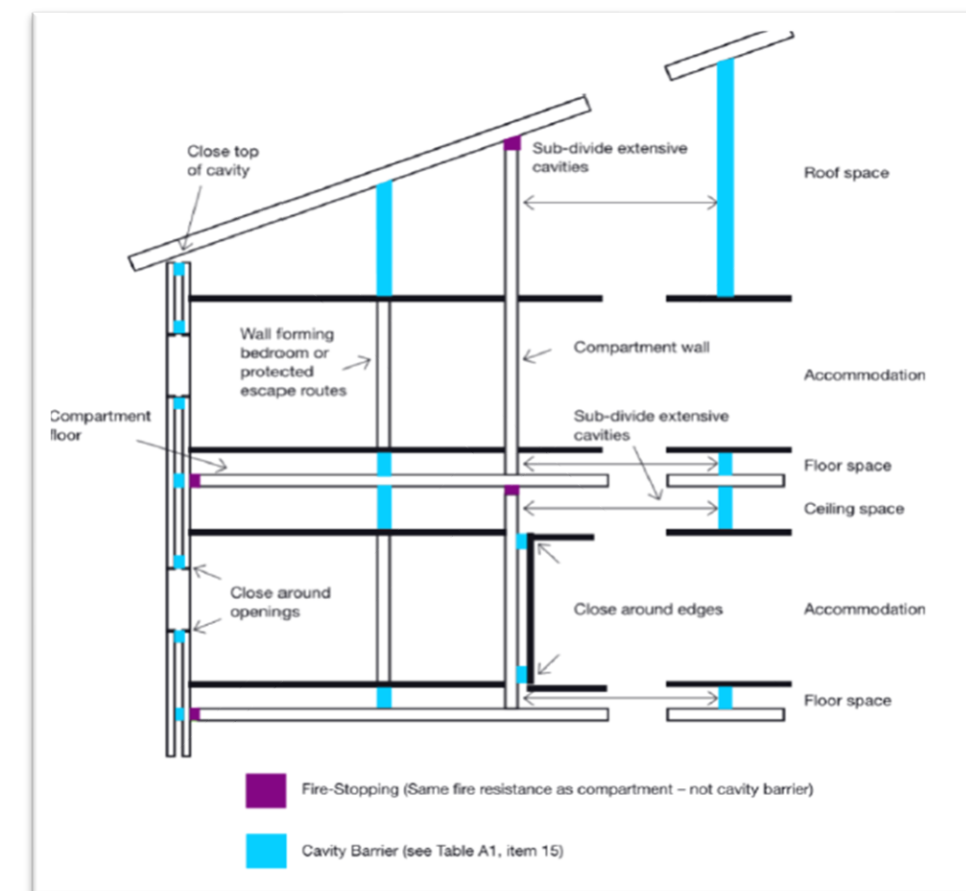 Close top
of cavity
Sub-divide extensive
cavities
Roof space
Wall forming
bedroom or
protected
escape routes
Compartment wall
Accommodation
Compartment
floor
Sub-divide extensive
cavities
Floor space
Ceiling space
Close around
openings
Close around edges
Accommodation
Floor space
Fire-Stopping (Same fire resistance as compartment – not cavity barrier)
Cavity Barrier (see Table A1, item 15)